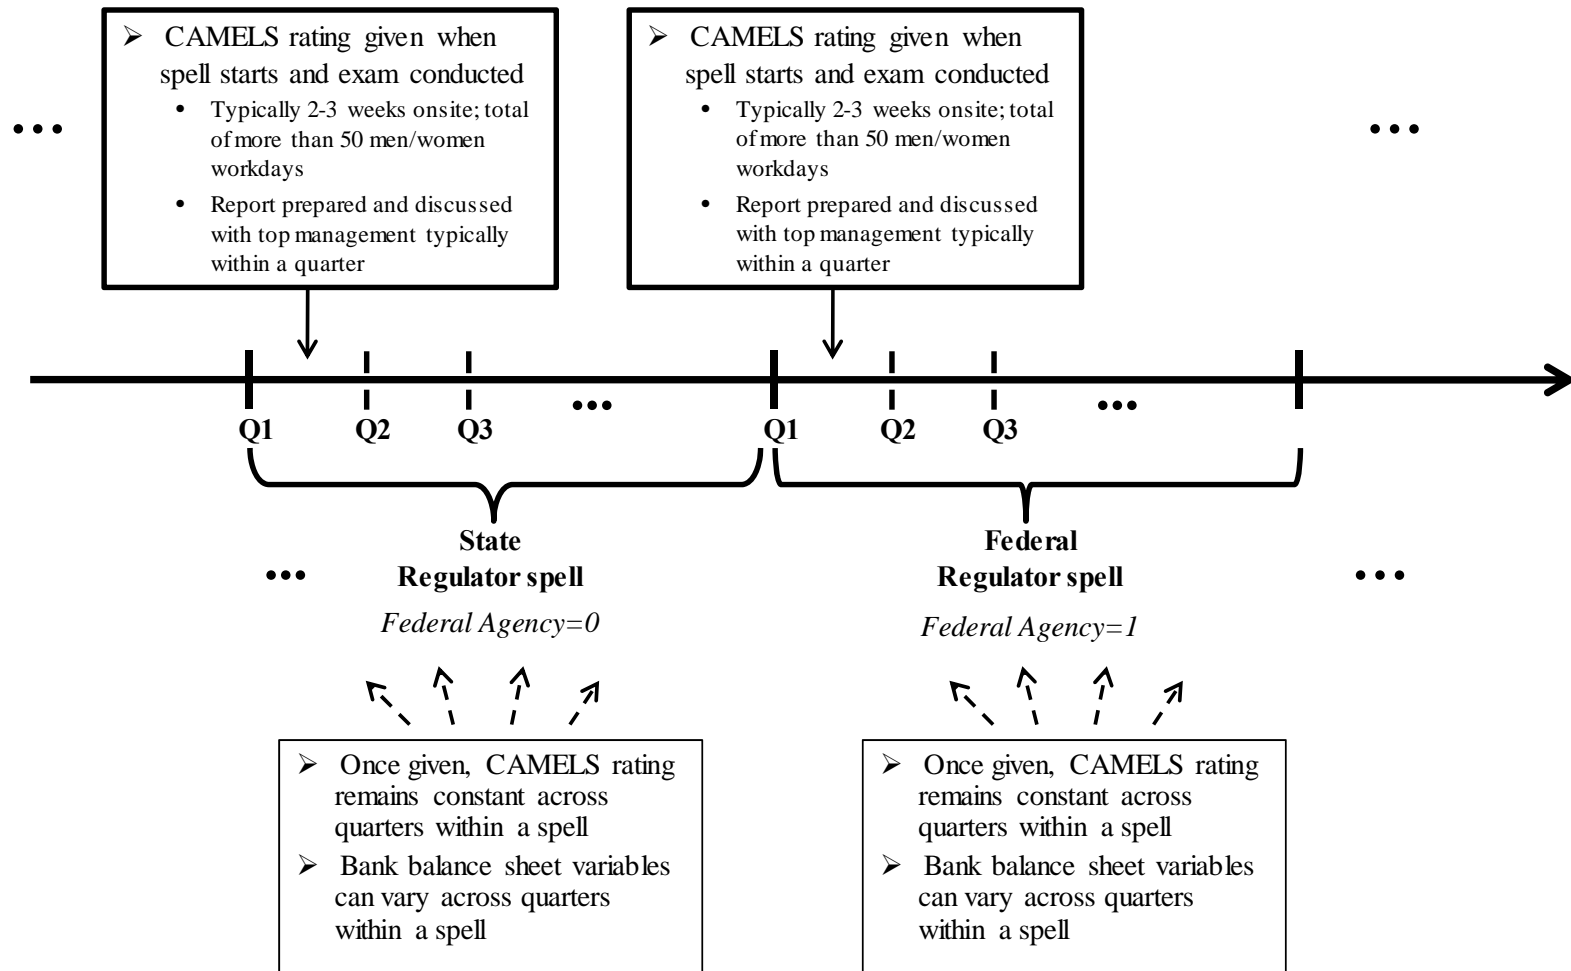 ➢ CAMELS rating given when
spell starts and exam conducted
• Typically 2-3 weeks onsite; total
of more than 50 men/women
workdays
• Report prepared and discussed
with top management typically
within a quarter
➢ CAMELS rating given when
spell starts and exam conducted
• Typically 2-3 weeks onsite; total
of more than 50 men/women
workdays
• Report prepared and discussed
with top management typically
within a quarter
•••
•••
•••
•••
Q1 Q2 Q3 Q1 Q2 Q3
State
Regulator spell
Federal Agency=0
Federal
Regulator spell
Federal Agency=1
•••
•••
➢ Once given, CAMELS rating
remains constant across
quarters within a spell
➢ Bank balance sheet variables
can vary across quarters
within a spell
➢ Once given, CAMELS rating
remains constant across
quarters within a spell
➢ Bank balance sheet variables
can vary across quarters
within a spell